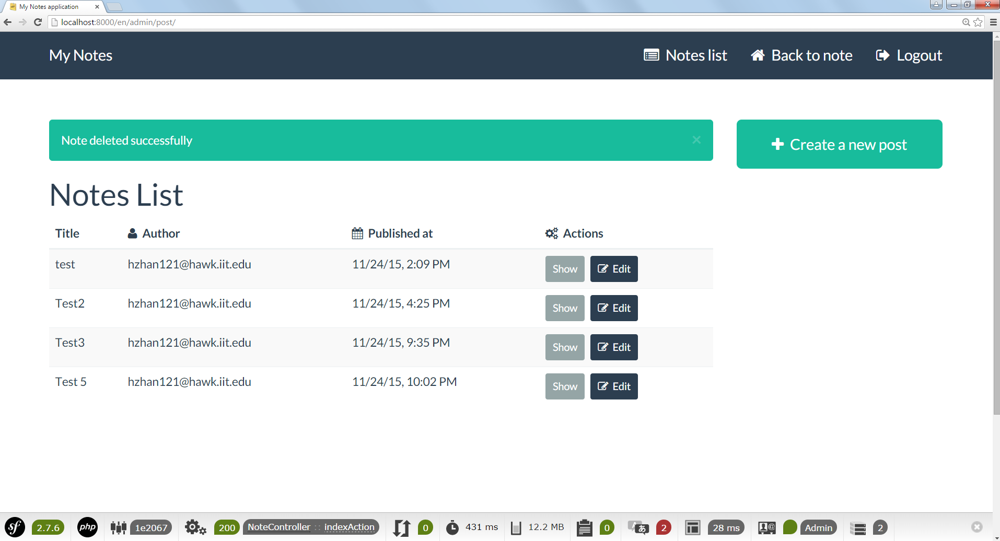 My Notes application
localhost:8000/en/admin/post/
My Notes
Notes list
Back to note
Logout
Note deleted successfully
×
Create a new post
Notes List
Title Author Published at Actions
test hzhan121@hawk.iit.edu 11/24/15, 2:09 PM Show Edit
Test2 hzhan121@hawk.iit.edu 11/24/15, 4:25 PM Show Edit
Test3 hzhan121@hawk.iit.edu 11/24/15, 9:35 PM Show Edit
Test 5 hzhan121@hawk.iit.edu 11/24/15, 10:02 PM Show Edit
sf 2.7.6 php 1e2067 200 NoteController :: indexAction 0 431 ms 12.2 MB 0 A あ 2 28 ms @ Admin 2